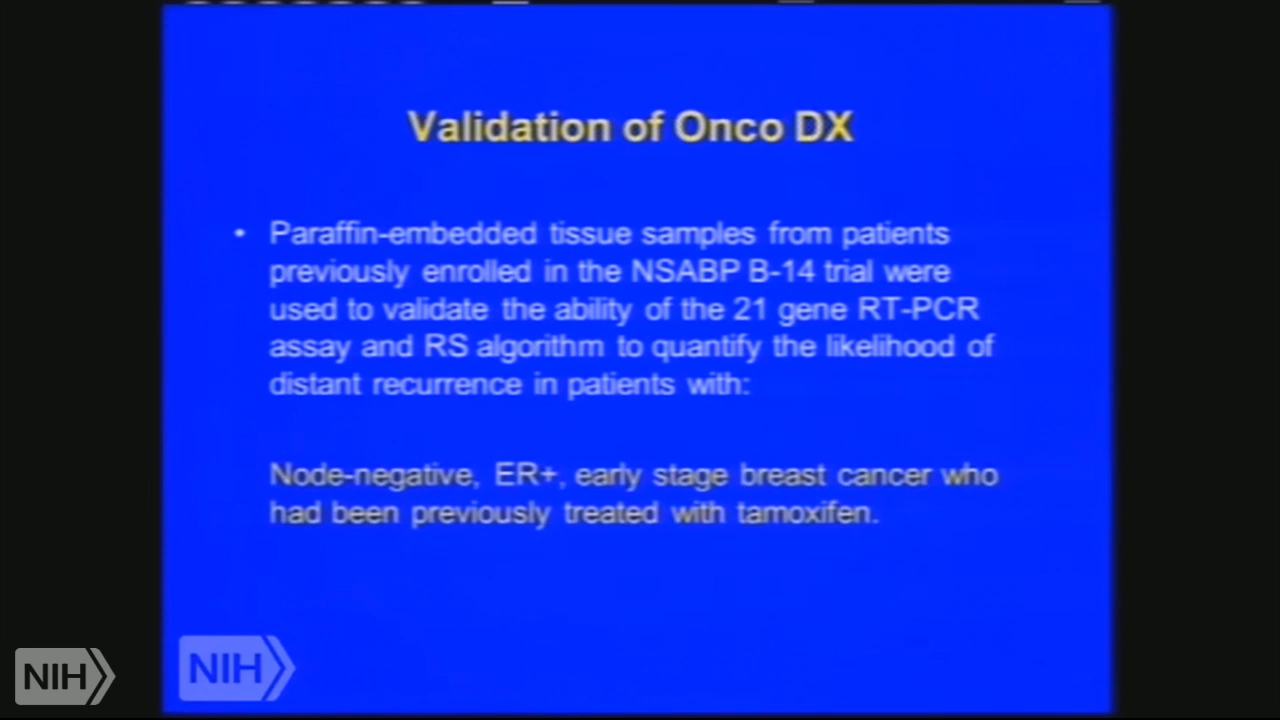 Validation of Onco DX
• Paraffin-embedded tissue samples from patients
previously enrolled in the NSABP B-14 trial were
used to validate the ability of the 21 gene RT-PCR
assay and RS algorithm to quantify the likelihood of
distant recurrence in patients with:
Node-negative, ER+, early stage breast cancer who
had been previously treated with tamoxifen.
NIH
NIH